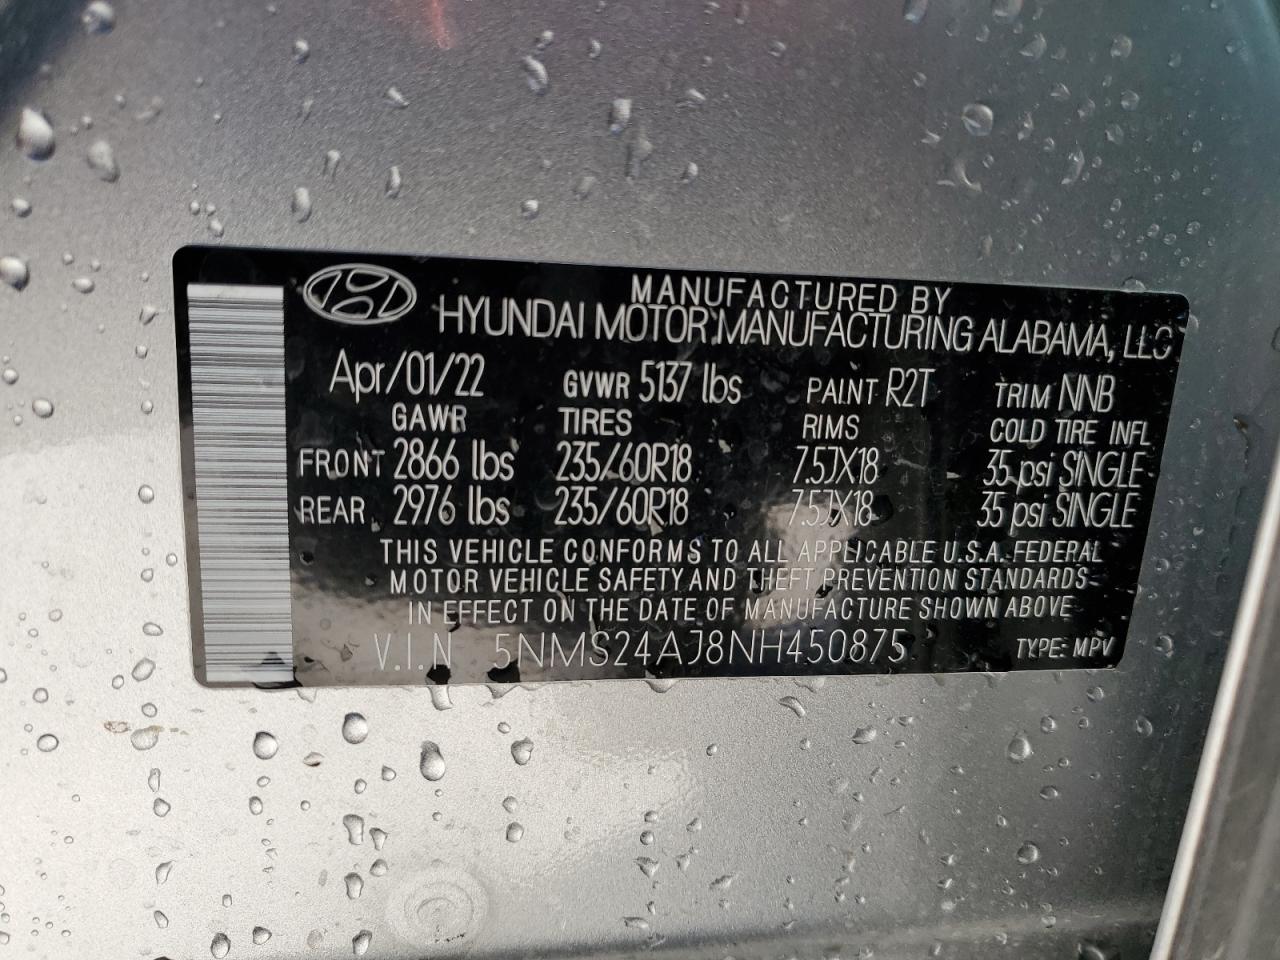 MANUFACTURED BY
HYUNDAI MOTOR MANUFACTURING ALABAMA, LLC
Apr/01/22 GVWR 5137 lbs PAINT R2T TRIM NNB
GAWR TIRES RIMS COLD TIRE INFL
FRONT 2866 lbs 235/60R18 7.5JX18 35 psi SINGLE
REAR 2976 lbs 235/60R18 7.5JX18 35 psi SINGLE
THIS VEHICLE CONFORMS TO ALL APPLICABLE U.S.A. FEDERAL
MOTOR VEHICLE SAFETY AND THEFT PREVENTION STANDARDS
IN EFFECT ON THE DATE OF MANUFACTURE SHOWN ABOVE
V.I.N 5NMS24AJ8NH450875 TYPE: MPV